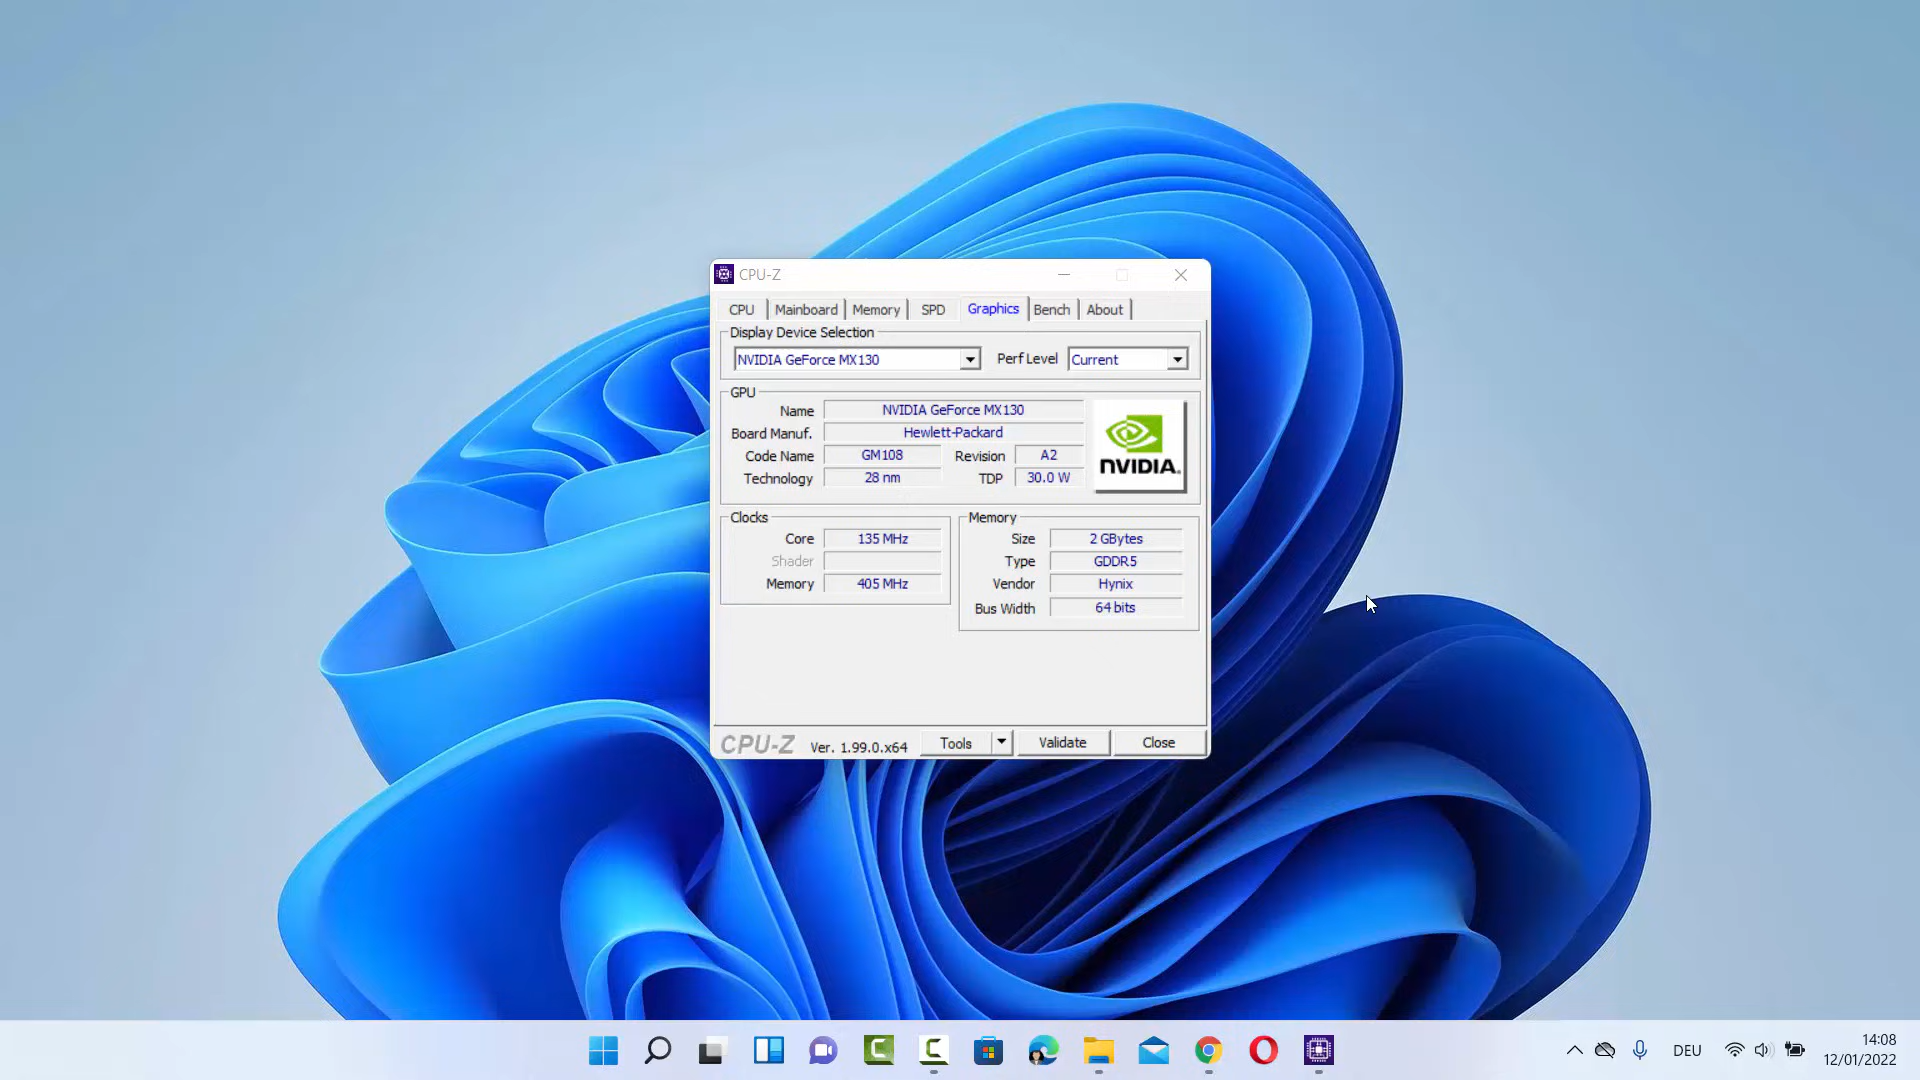 CPU-Z
CPU Mainboard Memory SPD Graphics Bench About
Display Device Selection
NVIDIA GeForce MX130 Perf Level Current
GPU
Name NVIDIA GeForce MX130
Board Manuf. Hewlett-Packard
Code Name GM108 Revision A2
Technology 28 nm TDP 30.0 W
NVIDIA.
Clocks
Core 135 MHz
Shader
Memory 405 MHz
Memory
Size 2 GBytes
Type GDDR5
Vendor Hynix
Bus Width 64 bits
CPU-Z Ver. 1.99.0.x64 Tools Validate Close
DEU
14:08
12/01/2022